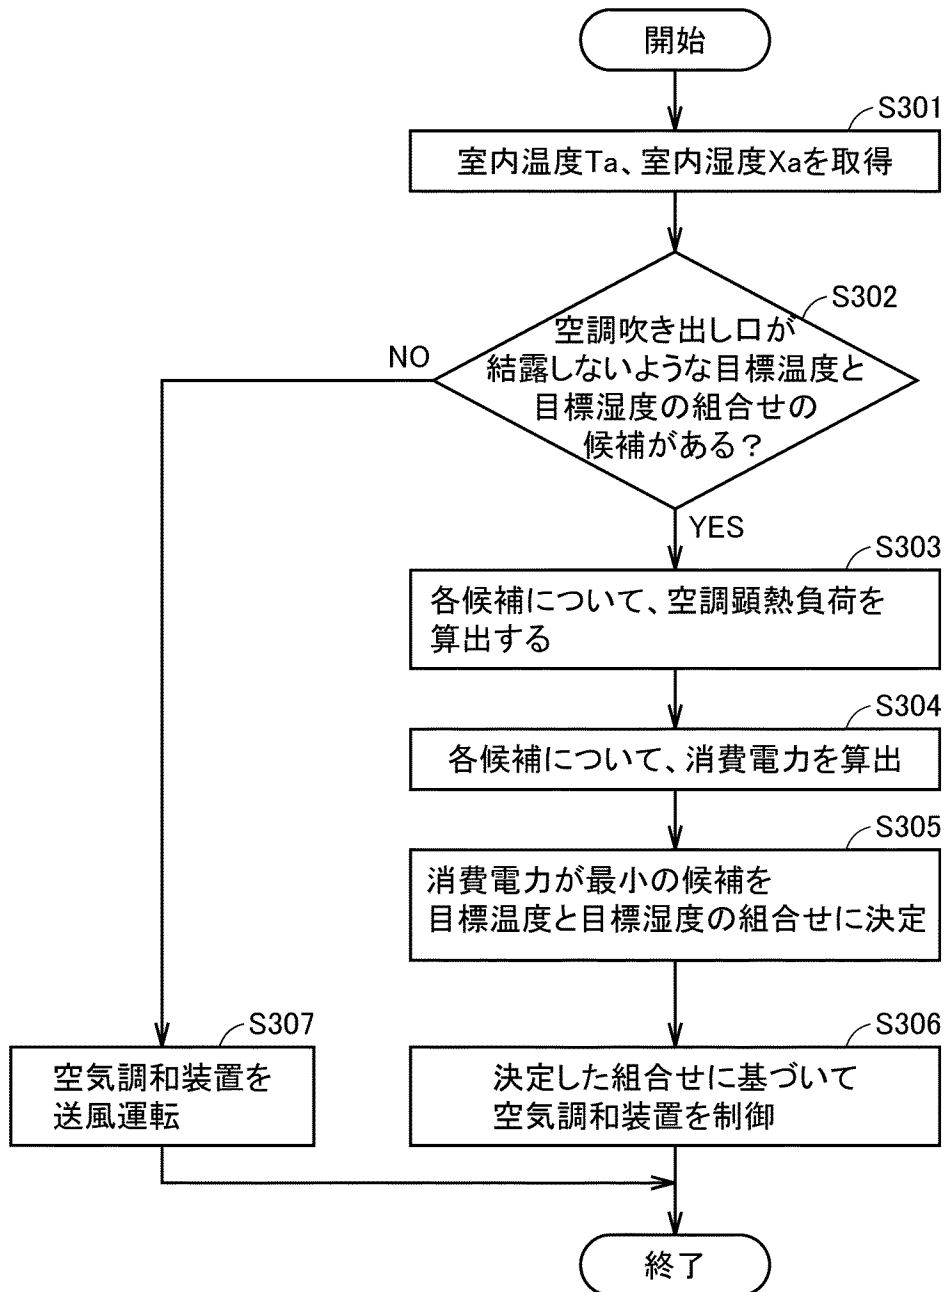 開始
S301
室内温度Ta、室内湿度Xaを取得
S302
空調吹き出し口が
結露しないような目標温度と
目標湿度の組合せの
候補がある？
NO
YES
S303
各候補について、空調顕熱負荷を
算出する
S304
各候補について、消費電力を算出
S305
消費電力が最小の候補を
目標温度と目標湿度の組合せに決定
S307
空気調和装置を
送風運転
S306
決定した組合せに基づいて
空気調和装置を制御
終了